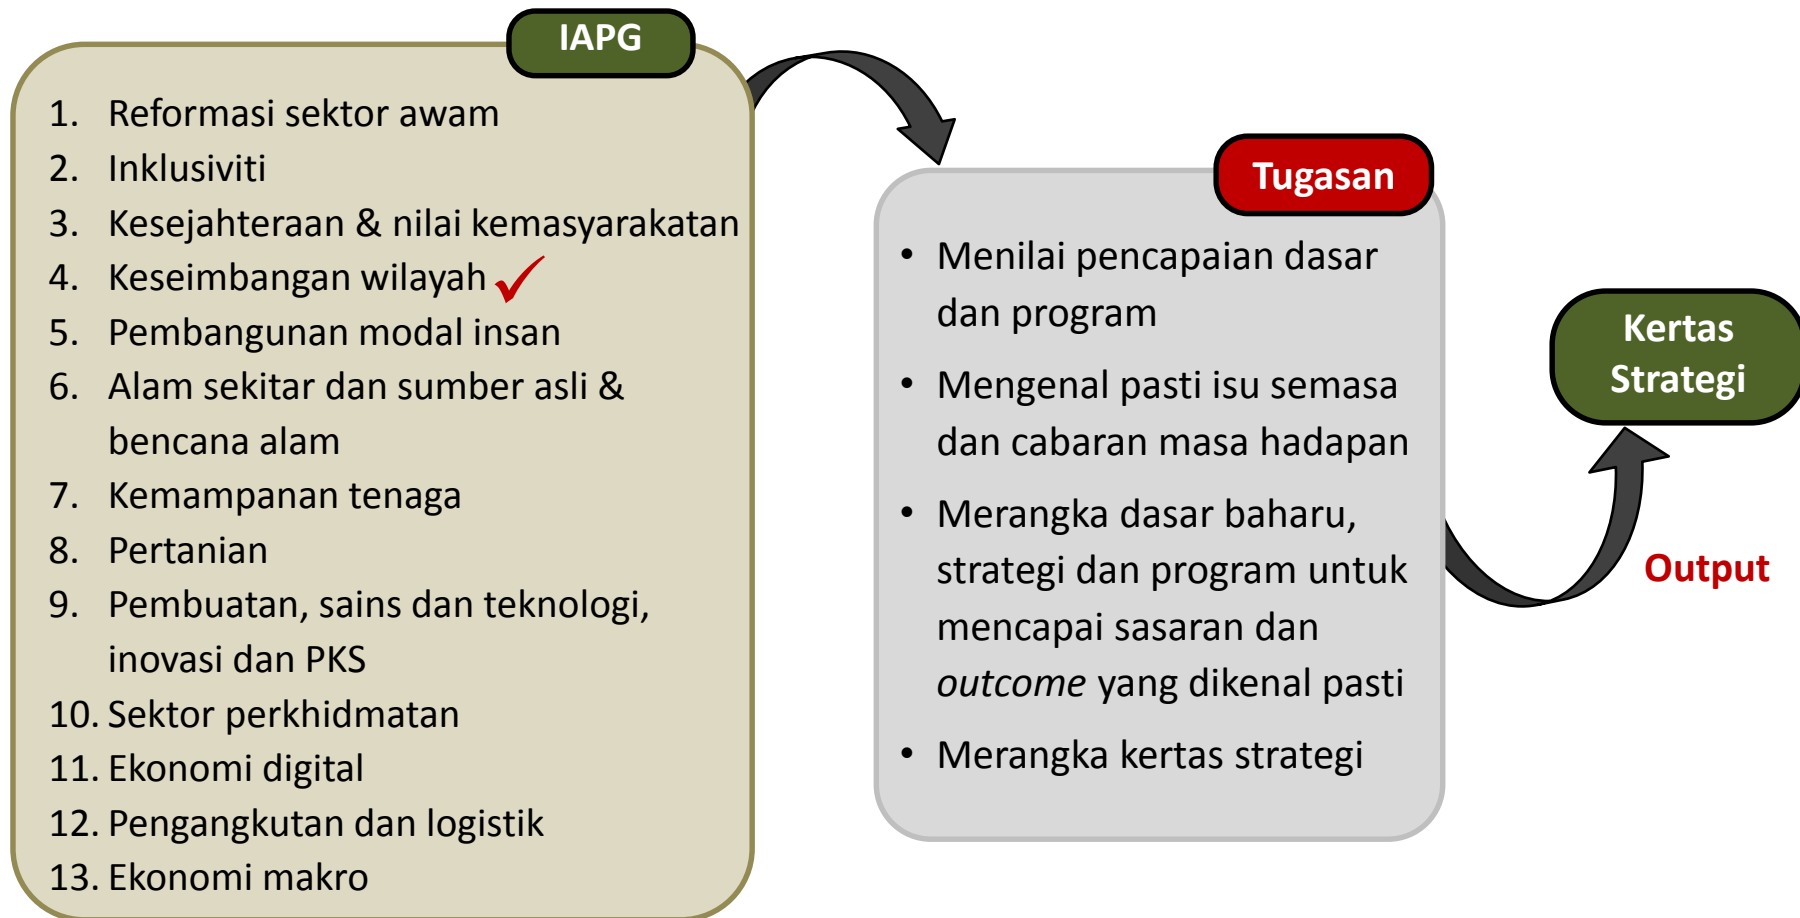 IAPG
1. Reformasi sektor awam
2. Inklusiviti
3. Kesejahteraan & nilai kemasyarakatan
4. Keseimbangan wilayah
5. Pembangunan modal insan
6. Alam sekitar dan sumber asli &
bencana alam
7. Kemampanan tenaga
8. Pertanian
9. Pembuatan, sains dan teknologi,
inovasi dan PKS
10. Sektor perkhidmatan
11. Ekonomi digital
12. Pengangkutan dan logistik
13. Ekonomi makro
Tugasan
• Menilai pencapaian dasar
dan program
• Mengenal pasti isu semasa
dan cabaran masa hadapan
• Merangka dasar baharu,
strategi dan program untuk
mencapai sasaran dan
outcome yang dikenal pasti
• Merangka kertas strategi
Kertas
Strategi
Output